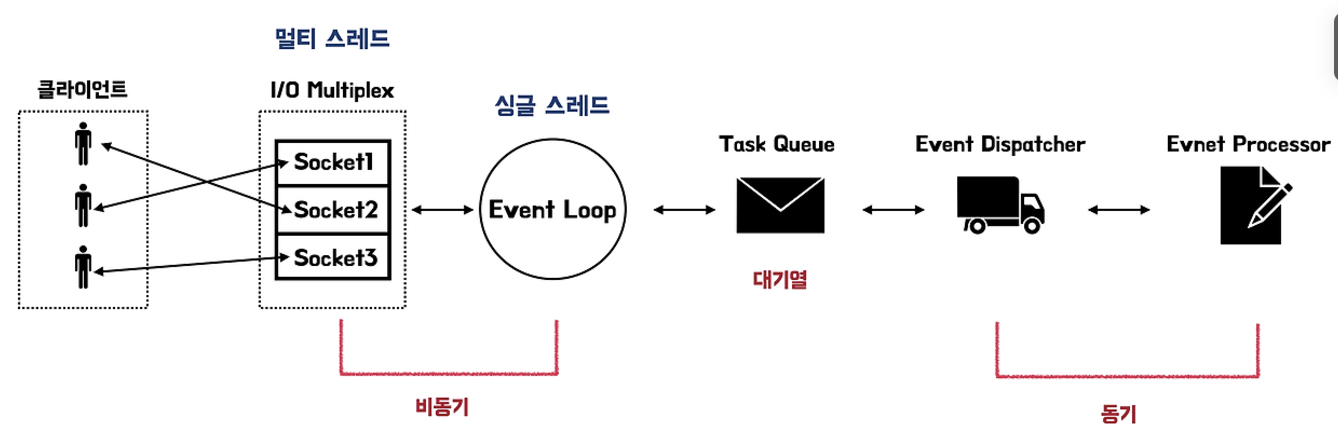 멀티 스레드
클라이언트
I/O Multiplex
싱글 스레드
Task Queue
Event Dispatcher
Evnet Processor
Socket1
Socket2
Socket3
Event Loop
대기열
비동기
동기